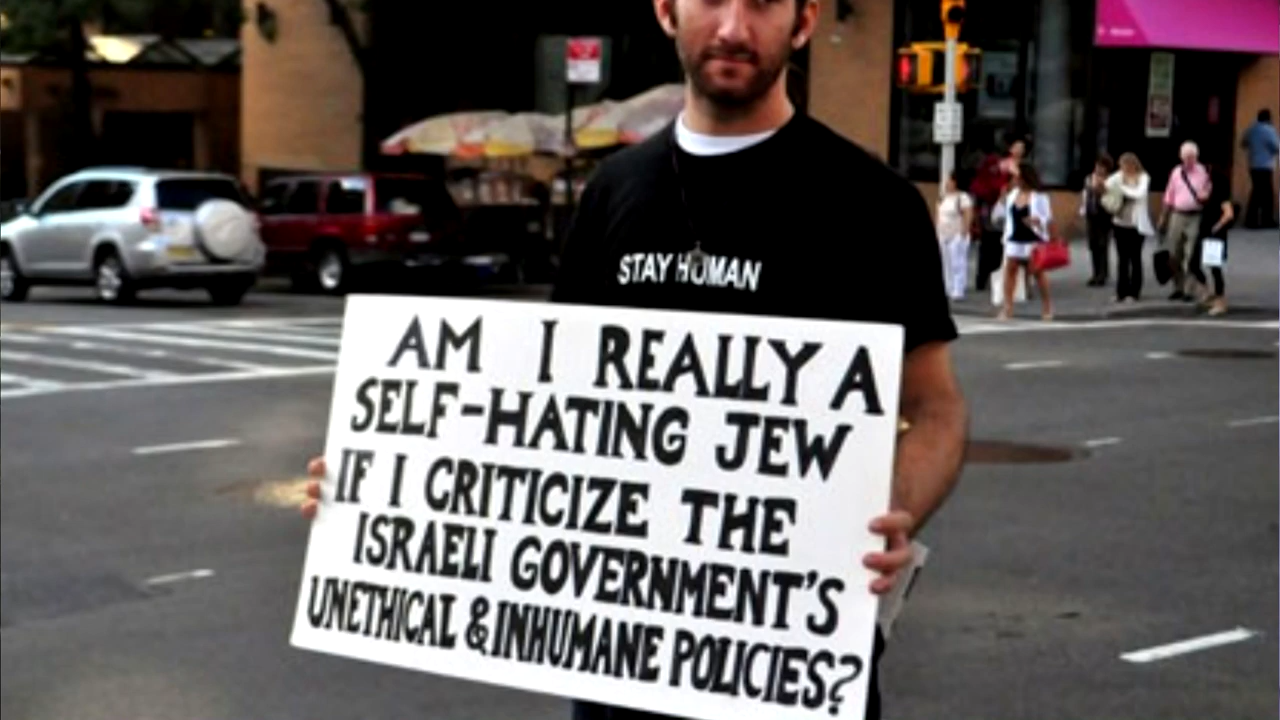 STAY HUMAN
AM I REALLY A
SELF-HATING JEW
IF I CRITICIZE THE
ISRAELI GOVERNMENT'S
UNETHICAL & INHUMANE POLICIES?